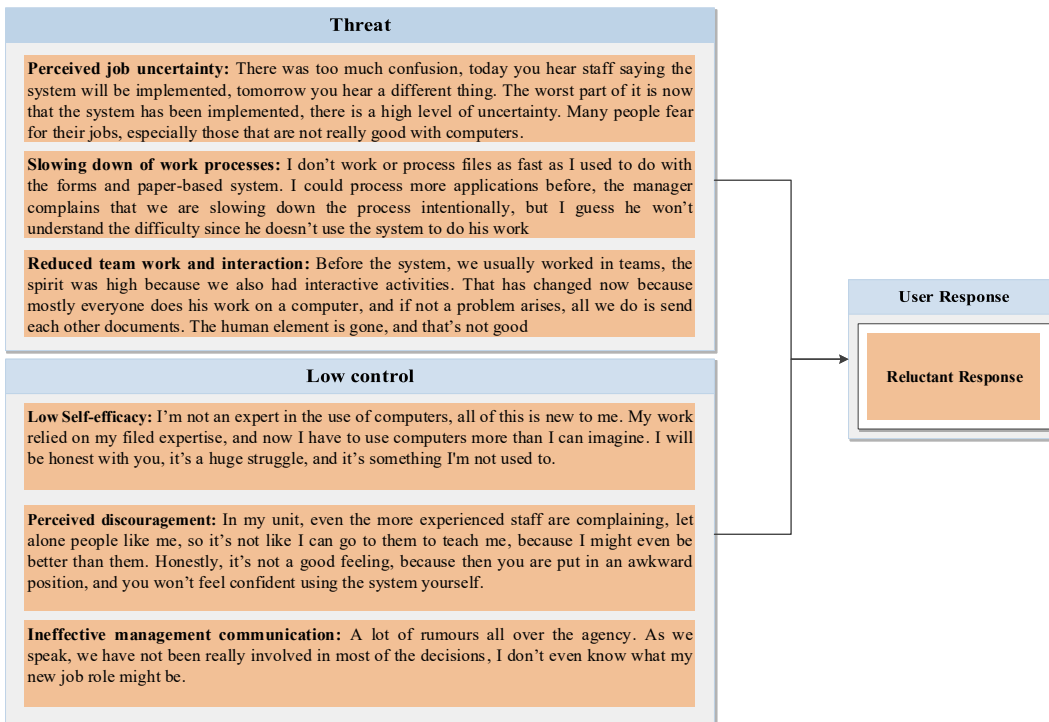 Threat
Perceived job uncertainty: There was too much confusion, today you hear staff saying the
system will be implemented, tomorrow you hear a different thing. The worst part of it is now
that the system has been implemented, there is a high level of uncertainty. Many people fear
for their jobs, especially those that are not really good with computers.
Slowing down of work processes: I don’t work or process files as fast as I used to do with
the forms and paper-based system. I could process more applications before, the manager
complains that we are slowing down the process intentionally, but I guess he won’t
understand the difficulty since he doesn’t use the system to do his work
Reduced team work and interaction: Before the system, we usually worked in teams, the
spirit was high because we also had interactive activities. That has changed now because
mostly everyone does his work on a computer, and if not a problem arises, all we do is send
each other documents. The human element is gone, and that’s not good
Low control
Low Self-efficacy: I’m not an expert in the use of computers, all of this is new to me. My work
relied on my filed expertise, and now I have to use computers more than I can imagine. I will
be honest with you, it’s a huge struggle, and it’s something I'm not used to.
Perceived discouragement: In my unit, even the more experienced staff are complaining, let
alone people like me, so it’s not like I can go to them to teach me, because I might even be
better than them. Honestly, it’s not a good feeling, because then you are put in an awkward
position, and you won’t feel confident using the system yourself.
Ineffective management communication: A lot of rumours all over the agency. As we
speak, we have not been really involved in most of the decisions, I don’t even know what my
new job role might be.
User Response
Reluctant Response